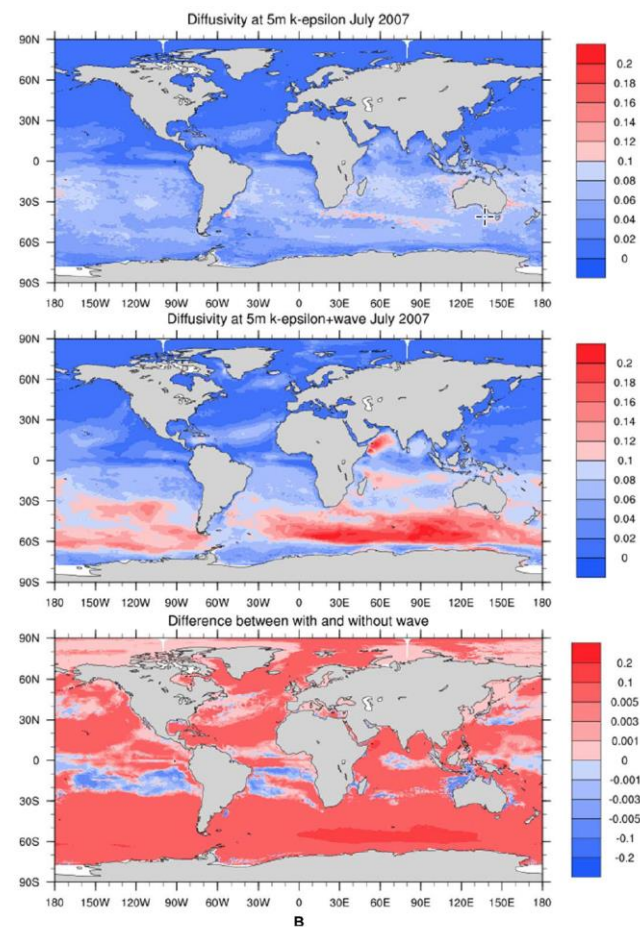 Diffusivity at 5m k-epsilon July 2007
90N
60N
30N
0
30S
60S
90S
180 150W 120W 90W 60W 30W 0 30E 60E 90E 120E 150E 180
0.2
0.18
0.16
0.14
0.12
0.1
0.08
0.06
0.04
0.02
0
Diffusivity at 5m k-epsilon+wave July 2007
90N
60N
30N
0
30S
60S
90S
180 150W 120W 90W 60W 30W 0 30E 60E 90E 120E 150E 180
0.2
0.18
0.16
0.14
0.12
0.1
0.08
0.06
0.04
0.02
0
Difference between with and without wave
90N
60N
30N
0
30S
60S
90S
180 150W 120W 90W 60W 30W 0 30E 60E 90E 120E 150E 180
0.2
0.005
0.003
0.001
0
-0.001
-0.003
-0.005
-0.1
-0.2
B